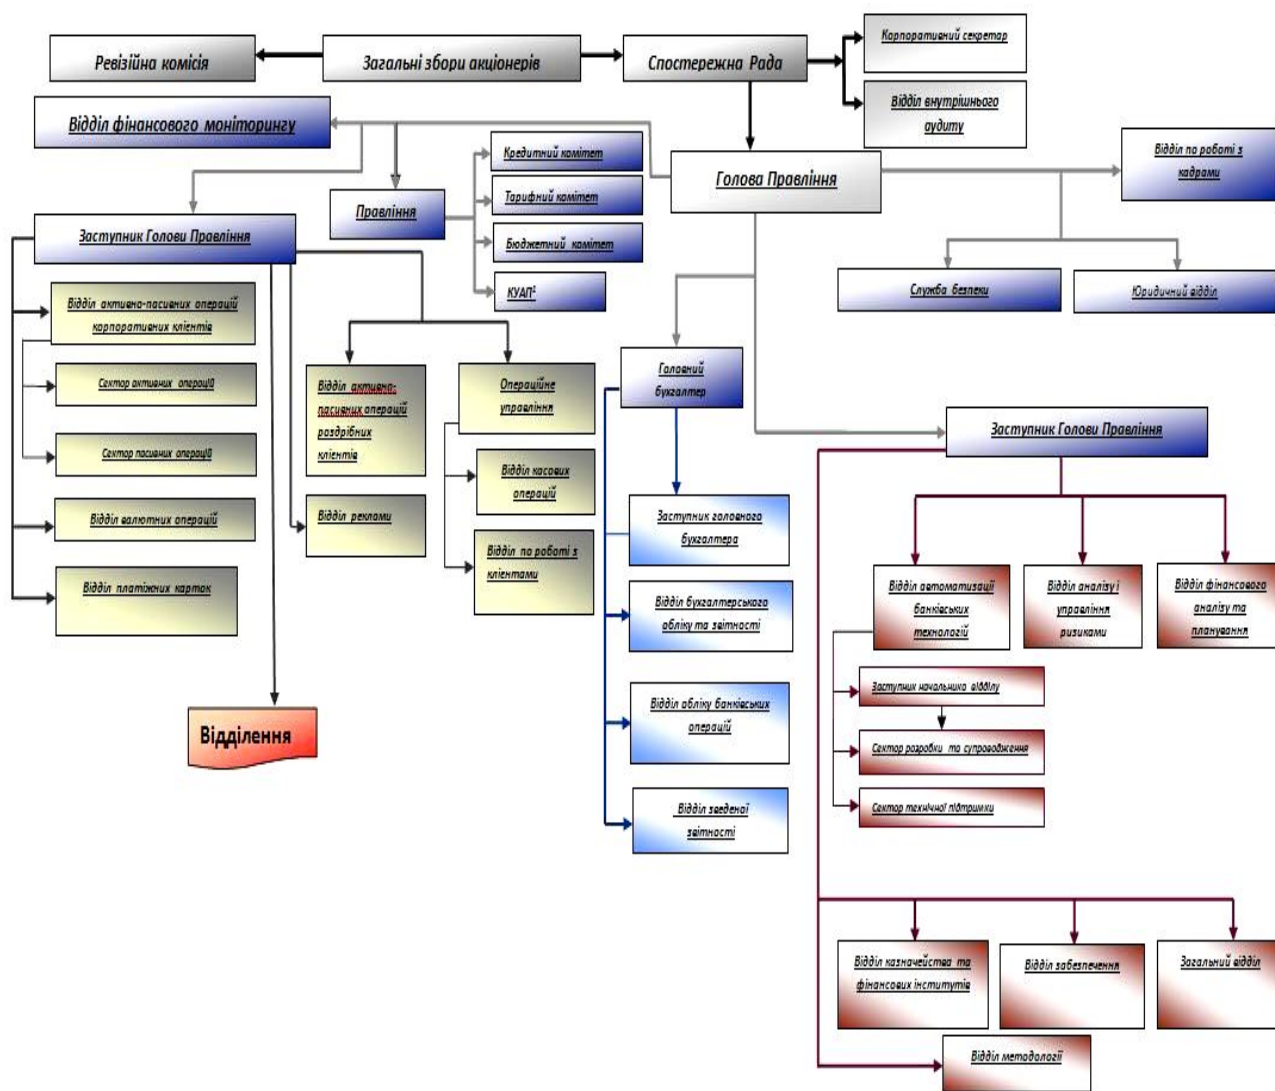 Ревізійна комісія
Загальні збори акціонерів
Спостережна Рада
Корпоративний секретар
Відділ внутрішнього
аудиту
Відділ фінансового моніторингу
Кредитний комітет
Тарифний комітет
Бюджетний комітет
КУАП¹
Правління
Голова Правління
Відділ по роботі з
кадрами
Служба безпеки
Юридичний відділ
Заступник Голови Правління
Відділ активно-пасивних операцій
корпоративних клієнтів
Сектор активних операцій
Сектор пасивних операцій
Відділ валютних операцій
Відділ платіжних карток
Відділення
Відділ активно-
пасивних операцій
роздрібних
клієнтів
Відділ реклами
Операційне
управління
Відділ касових
операцій
Відділ по роботі з
клієнтами
Головний
бухгалтер
Заступник головного
бухгалтера
Відділ бухгалтерського
обліку та звітності
Відділ обліку банківських
операцій
Відділ зведеної
звітності
Заступник Голови Правління
Відділ автоматизації
банківських
технологій
Відділ аналізу і
управління
ризиками
Відділ фінансового
аналізу та
планування
Заступник начальника відділу
Сектор розробки та супроводження
Сектор технічної підтримки
Відділ казначейства та
фінансових інститутів
Відділ забезпечення
Загальний відділ
Відділ методології